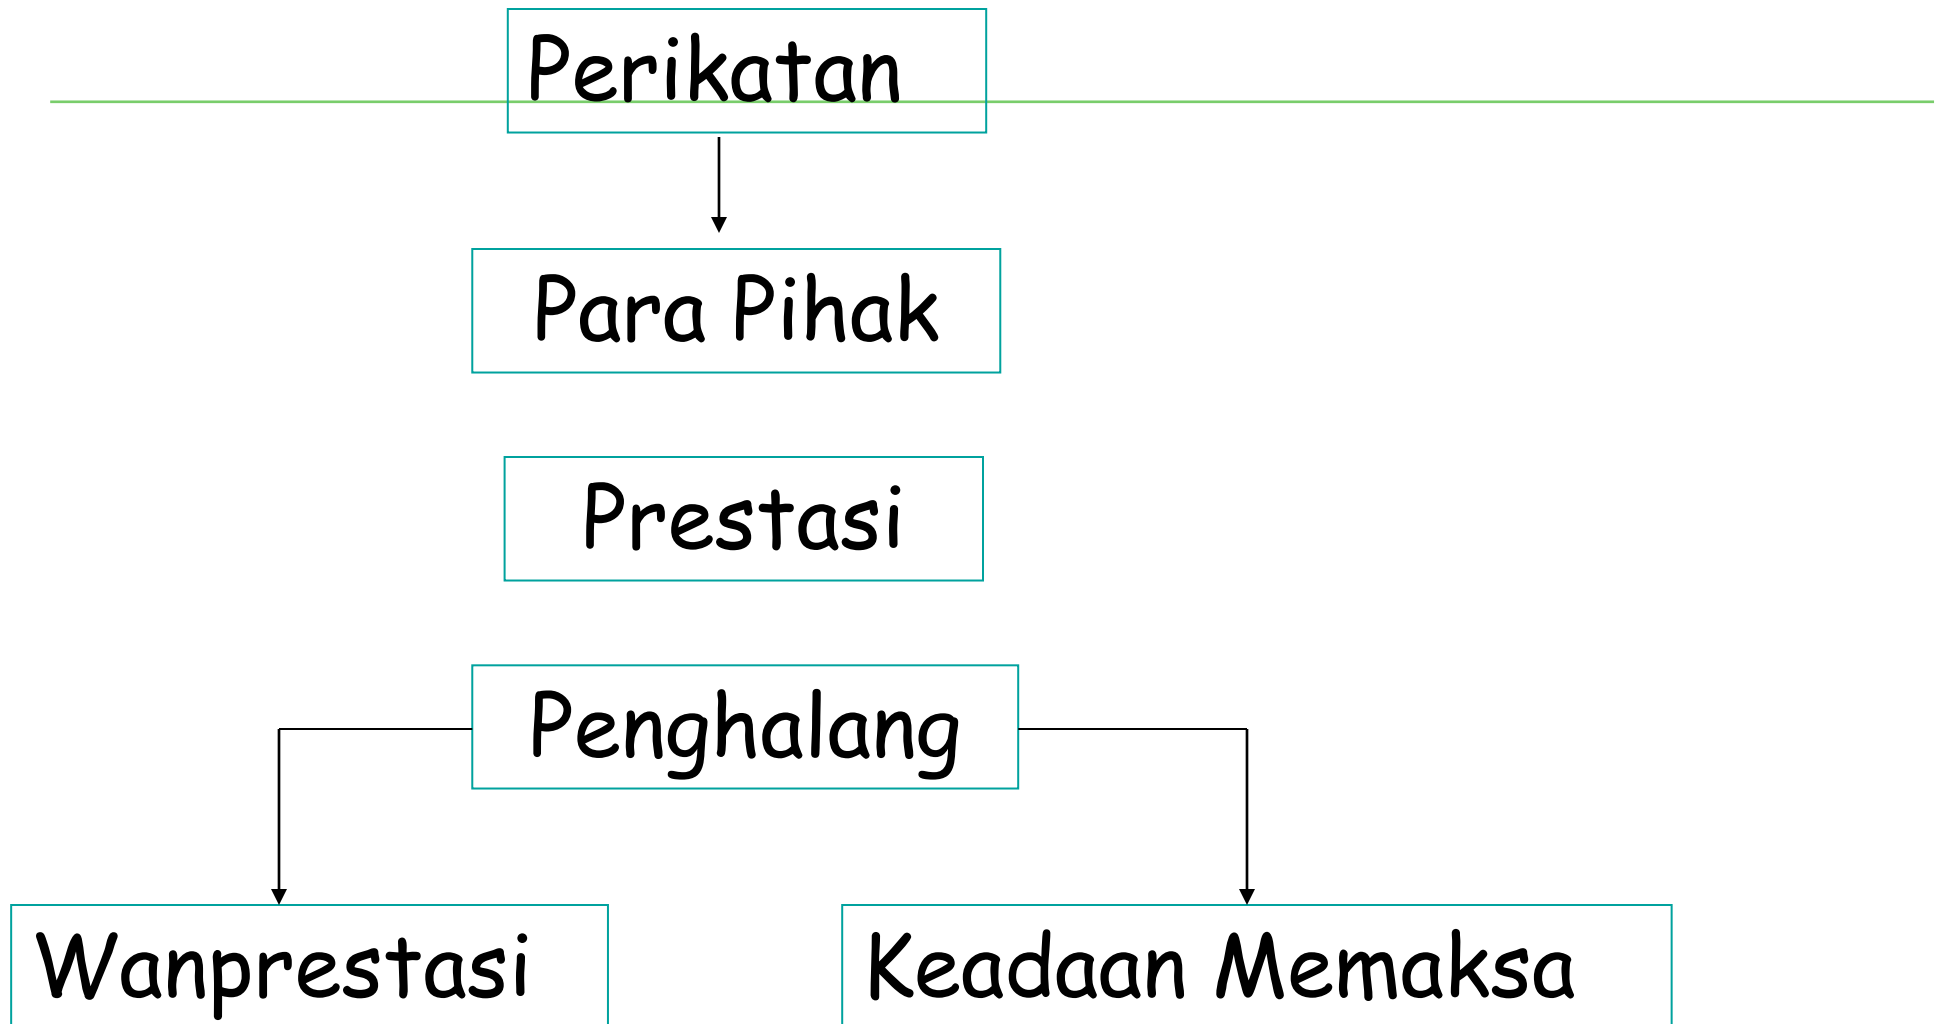 Perikatan
Para Pihak
Prestasi
Penghalang
Wanprestasi
Keadaan Memaksa